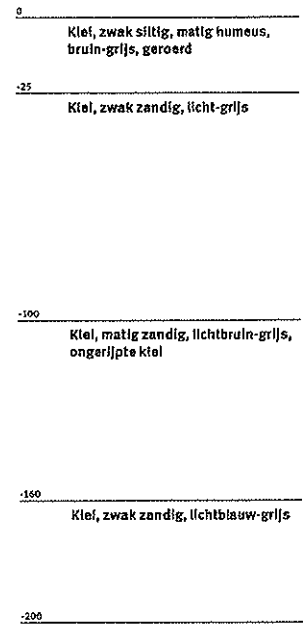 0
Klei, zwak siltig, matig humeus,
bruin-grijs, geroerd
-25
Klei, zwak zandig, licht-grijs
-100
Klei, matig zandig, lichtbruin-grijs,
ongerijpte klei
-160
Klei, zwak zandig, lichtblauw-grijs
-200